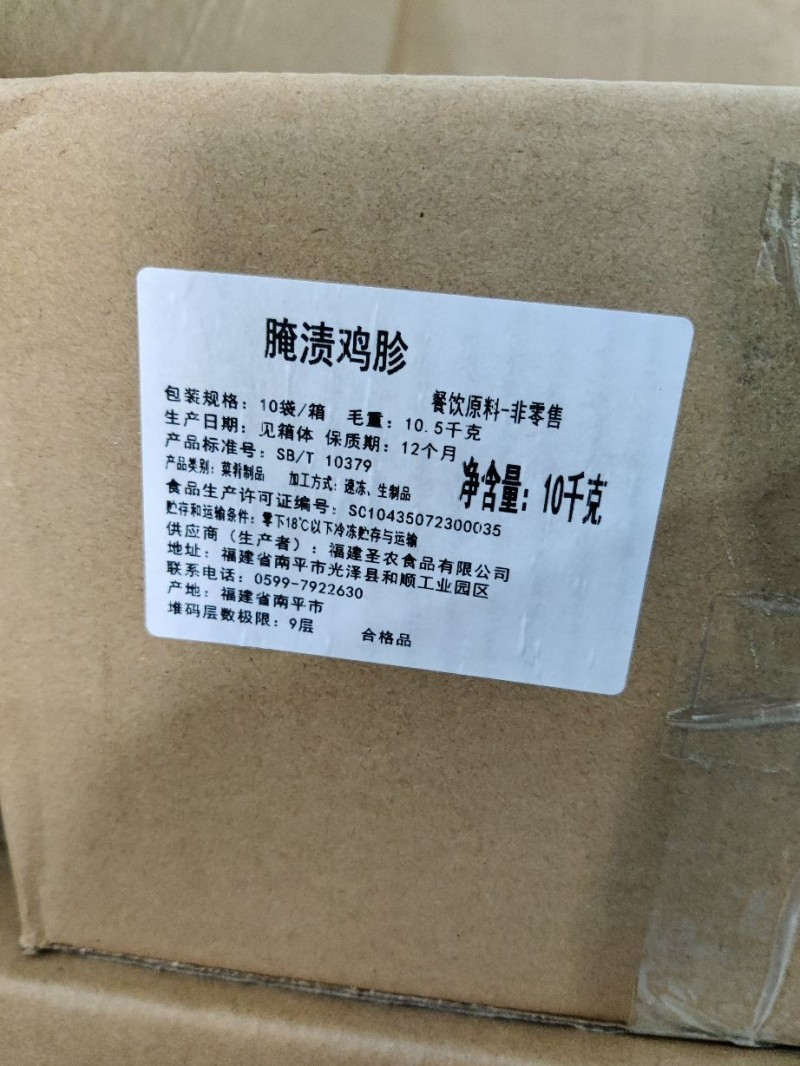 腌渍鸡胗
餐饮原料-非零售
包装规格：10袋/箱 毛重：10.5千克
生产日期：见箱体 保质期：12个月
产品标准号：SB/T 10379
净含量：10千克
产品类别：菜肴制品 加工方式：速冻、生制品
食品生产许可证编号：SC10435072300035
贮存和运输条件：零下18℃以下冷冻贮存与运输
供应商（生产者）：福建圣农食品有限公司
地址：福建省南平市光泽县和顺工业园区
联系电话：0599-7922630
产地：福建省南平市
堆码层数极限：9层 合格品